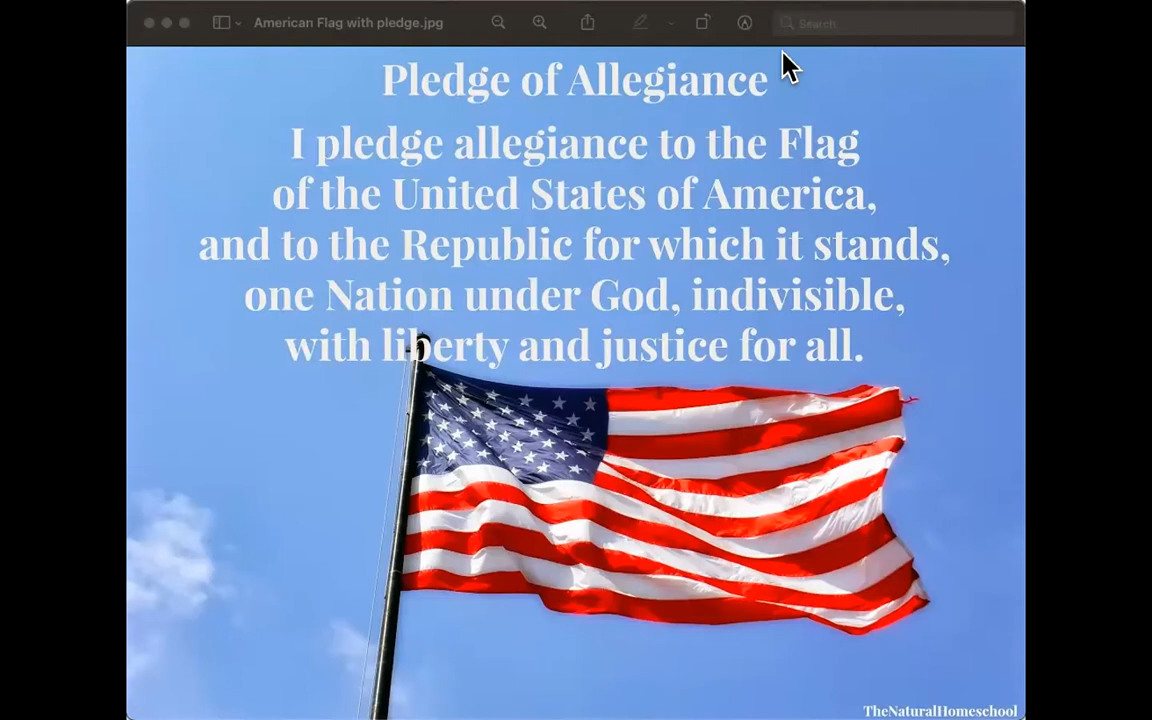 American Flag with pledge.jpg
Search
Pledge of Allegiance
I pledge allegiance to the Flag
of the United States of America,
and to the Republic for which it stands,
one Nation under God, indivisible,
with liberty and justice for all.
TheNaturalHomeschool